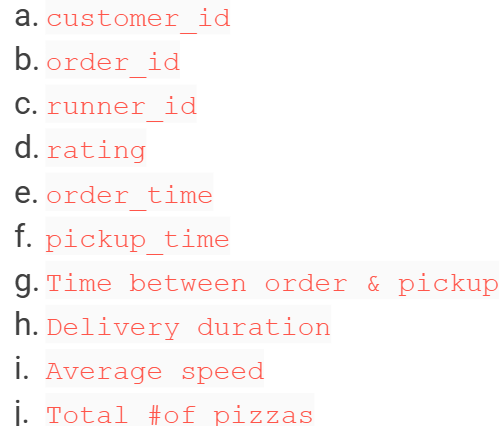 a. customer_id
b. order_id
c. runner_id
d. rating
e. order_time
f. pickup_time
g. Time between order & pickup
h. Delivery duration
i. Average speed
j. Total #of pizzas